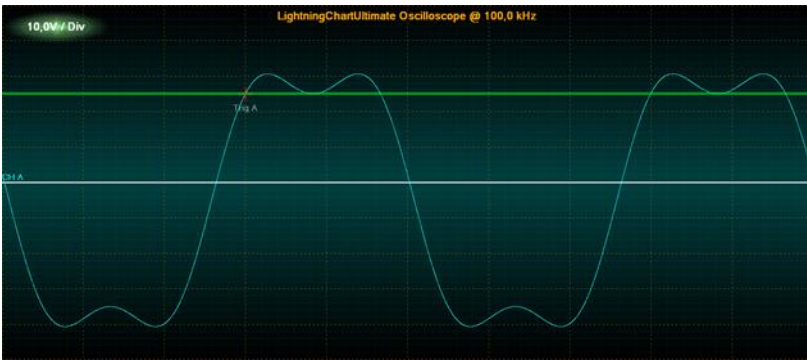 LightningChartUltimate Oscilloscope @ 100,0 kHz
10,0V / Div
Trig A
CH A